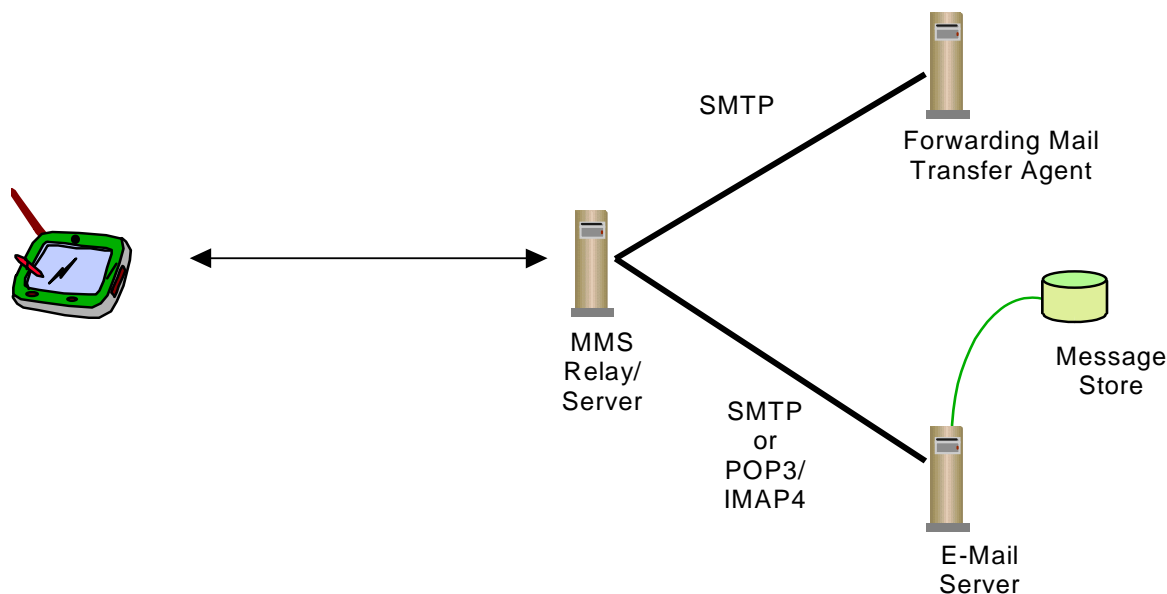 SMTP
Forwarding Mail
Transfer Agent
MMS
Relay/
Server
Message
Store
SMTP
or
POP3/
IMAP4
E-Mail
Server